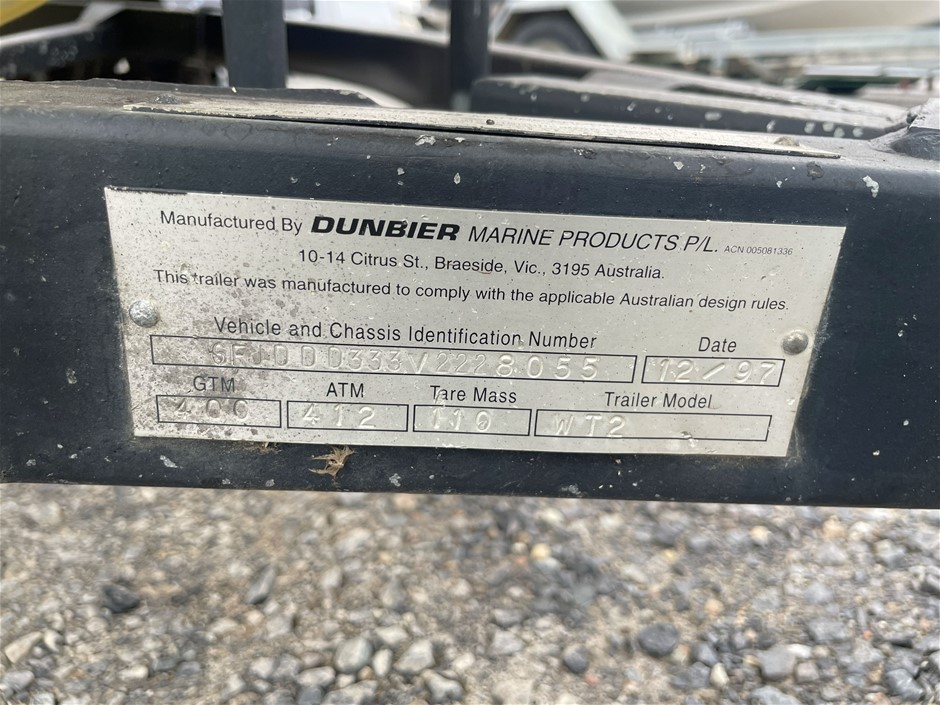 Manufactured By DUNBIER MARINE PRODUCTS P/L. ACN 005081336
10-14 Citrus St., Braeside, Vic., 3195 Australia.
This trailer was manufactured to comply with the applicable Australian design rules.
Vehicle and Chassis Identification Number Date
12/97
GTM ATM Tare Mass Trailer Model
400 412 110 WT2